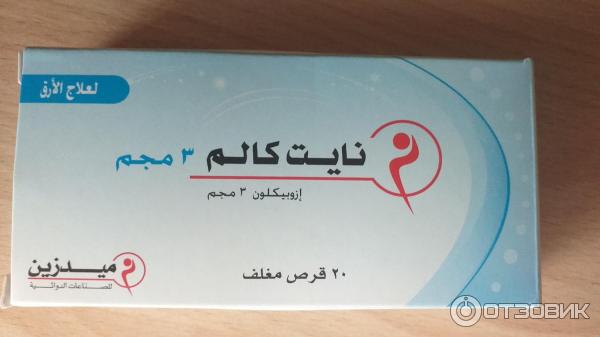 لعلاج الأرق
نايت كالم ٣ مجم
إزوبيكلون ٣ مجم
٢٠ قرص مغلف
ميدزين
للصناعات الدوائية
ОТЗОВИК